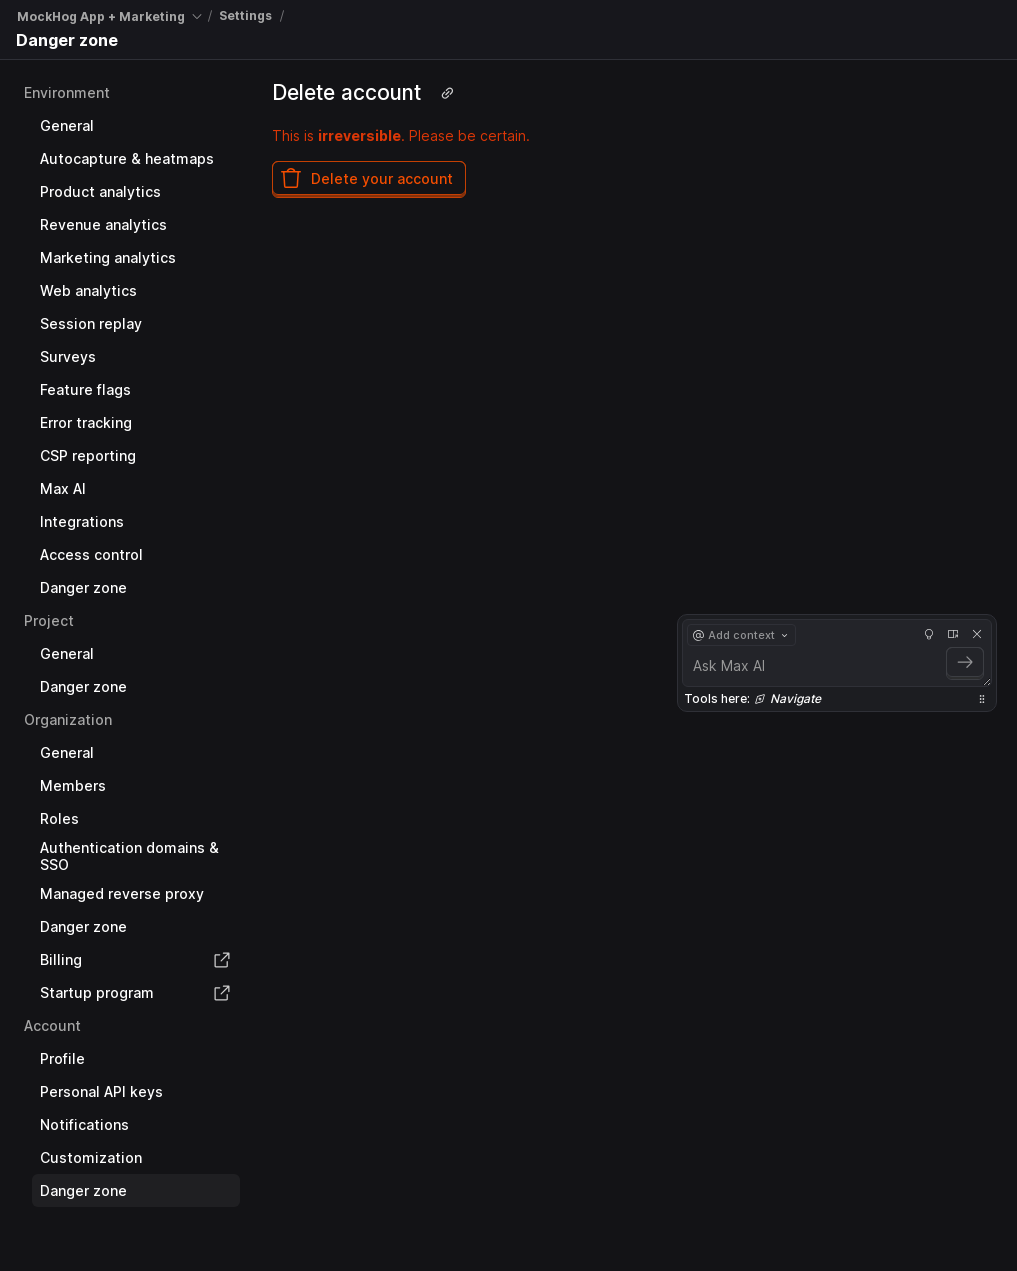 MockHog App + Marketing / Settings /
Danger zone
Environment
General
Autocapture & heatmaps
Product analytics
Revenue analytics
Marketing analytics
Web analytics
Session replay
Surveys
Feature flags
Error tracking
CSP reporting
Max AI
Integrations
Access control
Danger zone
Project
General
Danger zone
Organization
General
Members
Roles
Authentication domains &
SSO
Managed reverse proxy
Danger zone
Billing
Startup program
Account
Profile
Personal API keys
Notifications
Customization
Danger zone
Delete account
This is irreversible. Please be certain.
Delete your account
@ Add context
Ask Max AI
Tools here: Navigate